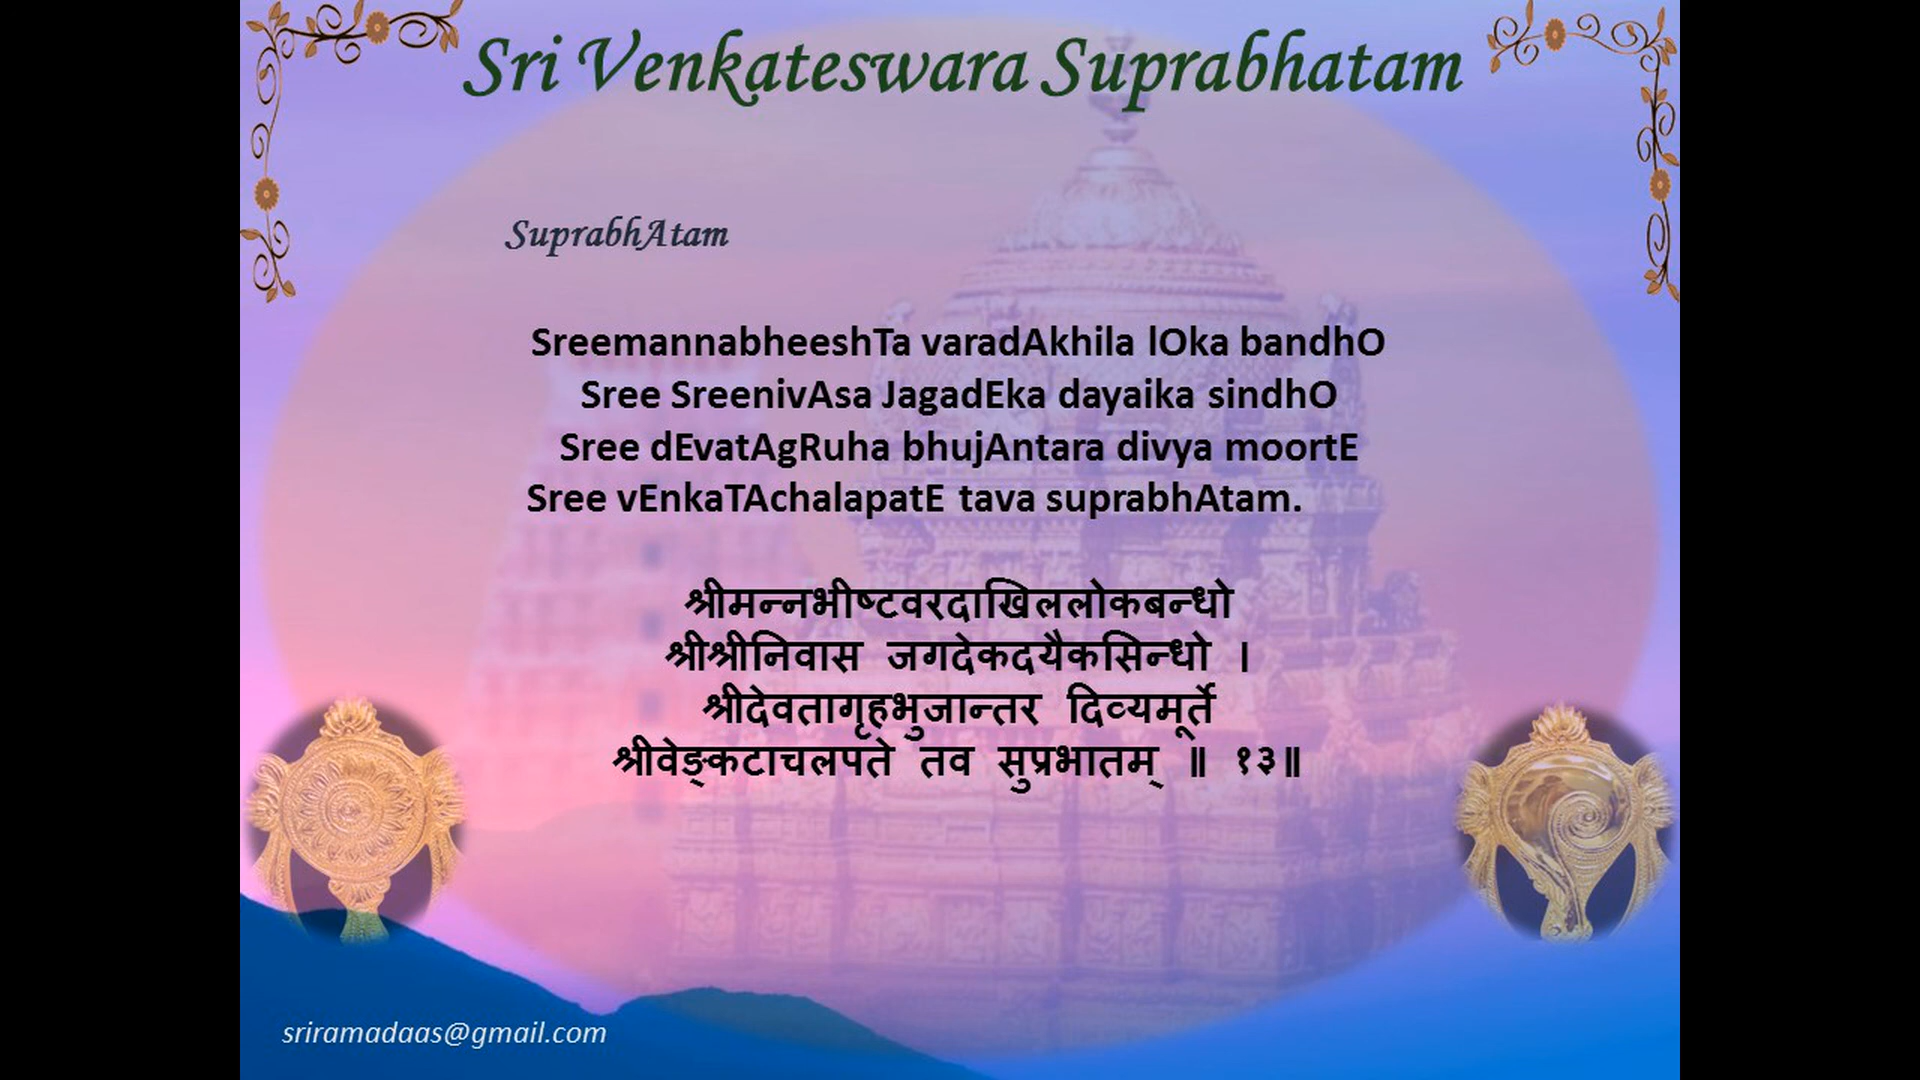 Sri Venkateswara Suprabhatam
SuprabhAtam
SreemannabheeshTa varadAkhila lOka bandhO
Sree SreenivAsa JagadEka dayaika sindhO
Sree dEvatAgRuha bhujAntara divya moortE
Sree vEnkaTAchalapatE tava suprabhAtam.
श्रीमन्नभीष्टवरदाखिललोकबन्धो
श्रीश्रीनिवास जगदेकदयैकसिन्धो ।
श्रीदेवतागृहभुजान्तर दिव्यमूर्ते
श्रीवेङ्कटाचलपते तव सुप्रभातम् ॥ १३॥
sriramadaas@gmail.com